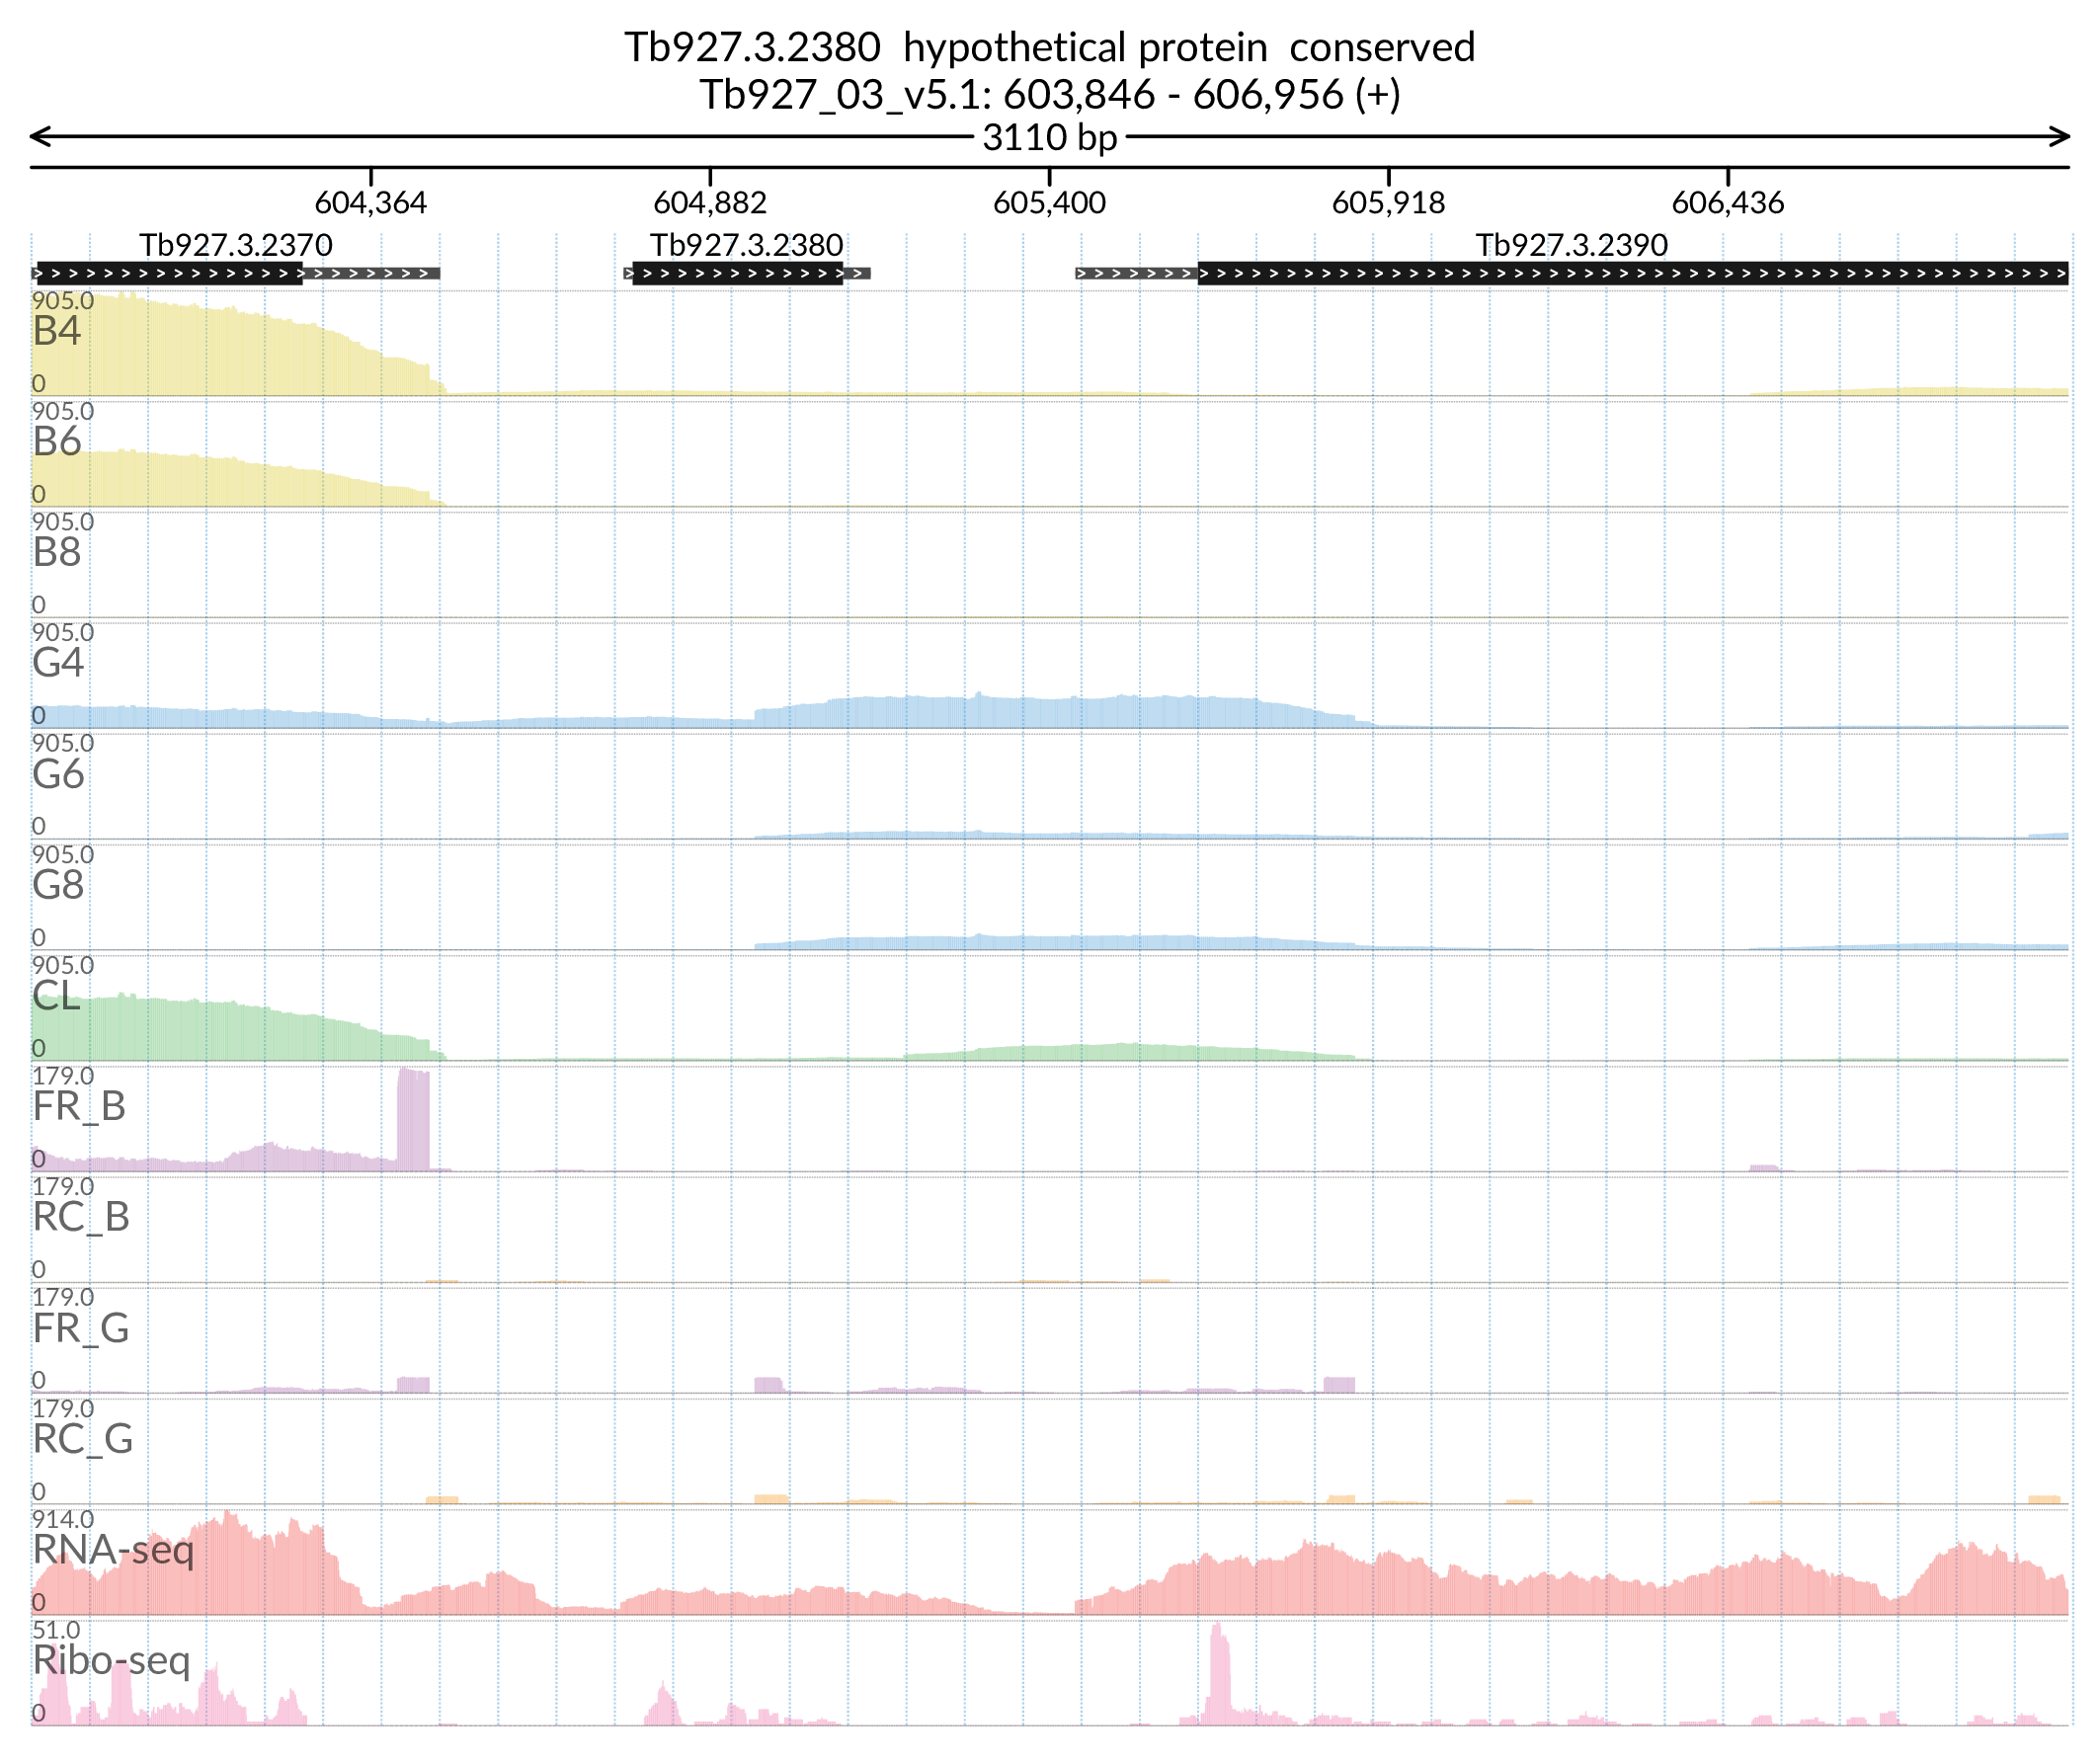 Tb927.3.2380  hypothetical protein  conserved
Tb927_03_v5.1: 603,846 - 606,956 (+)
3110 bp
604,364 604,882 605,400 605,918 606,436
Tb927.3.2370 Tb927.3.2380 Tb927.3.2390
905.0
B4
0
905.0
B6
0
905.0
B8
0
905.0
G4
0
905.0
G6
0
905.0
G8
0
905.0
CL
0
179.0
FR_B
0
179.0
RC_B
0
179.0
FR_G
0
179.0
RC_G
0
914.0
RNA-seq
0
51.0
Ribo-seq
0